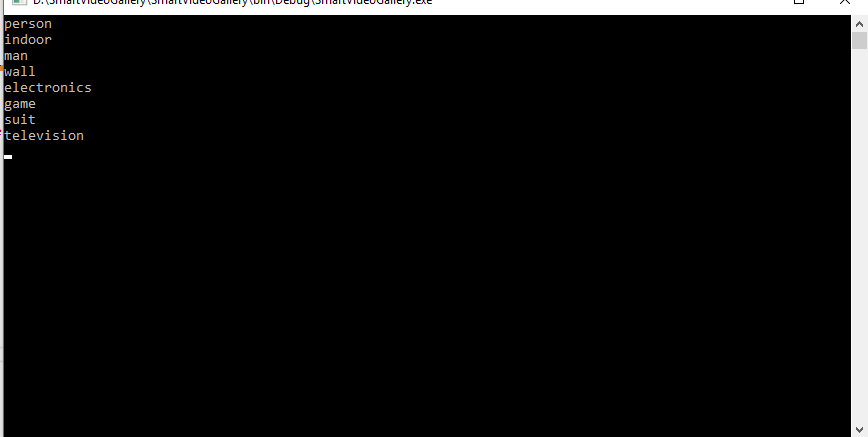 D:\SmartVideoGallery\SmartVideoGallery\bin\Debug\SmartVideoGallery.exe
person
indoor
man
wall
electronics
game
suit
television